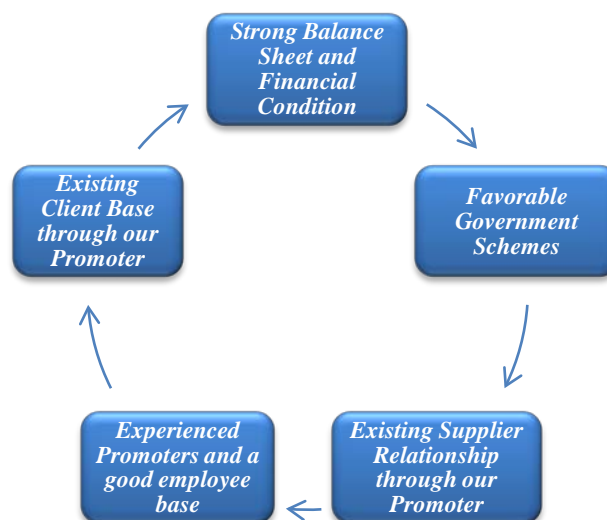 Strong Balance
Sheet and
Financial
Condition
Favorable
Government
Schemes
Existing Supplier
Relationship
through our
Promoter
Experienced
Promoters and a
good employee
base
Existing
Client Base
through our
Promoter